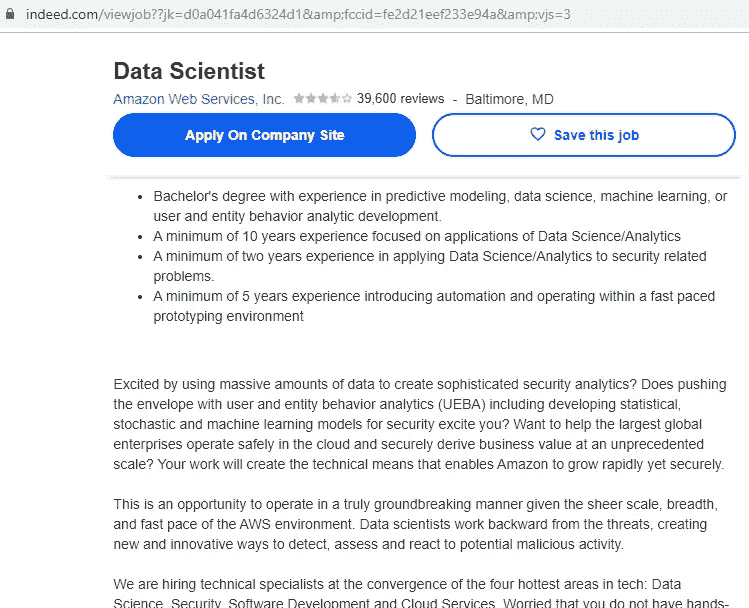 indeed.com/viewjob??jk=d0a041fa4d6324d1&amp;fccid=fe2d21eef233e94a&amp;vjs=3
Data Scientist
Amazon Web Services, Inc. 39,600 reviews - Baltimore, MD
Apply On Company Site Save this job
• Bachelor's degree with experience in predictive modeling, data science, machine learning, or
user and entity behavior analytic development.
• A minimum of 10 years experience focused on applications of Data Science/Analytics
• A minimum of two years experience in applying Data Science/Analytics to security related
problems.
• A minimum of 5 years experience introducing automation and operating within a fast paced
prototyping environment
Excited by using massive amounts of data to create sophisticated security analytics? Does pushing
the envelope with user and entity behavior analytics (UEBA) including developing statistical,
stochastic and machine learning models for security excite you? Want to help the largest global
enterprises operate safely in the cloud and securely derive business value at an unprecedented
scale? Your work will create the technical means that enables Amazon to grow rapidly yet securely.
This is an opportunity to operate in a truly groundbreaking manner given the sheer scale, breadth,
and fast pace of the AWS environment. Data scientists work backward from the threats, creating
new and innovative ways to detect, assess and react to potential malicious activity.
We are hiring technical specialists at the convergence of the four hottest areas in tech: Data
Science, Security, Software Development and Cloud Services. Worried that you do not have hands-